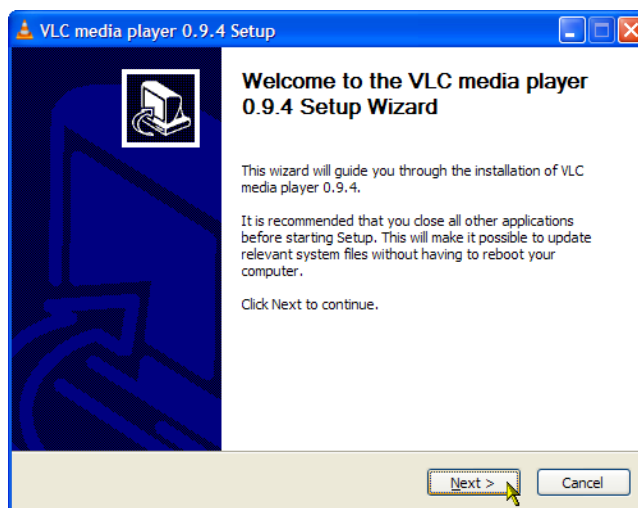 VLC media player 0.9.4 Setup
Welcome to the VLC media player
0.9.4 Setup Wizard
This wizard will guide you through the installation of VLC
media player 0.9.4.
It is recommended that you close all other applications
before starting Setup. This will make it possible to update
relevant system files without having to reboot your
computer.
Click Next to continue.
Next >
Cancel